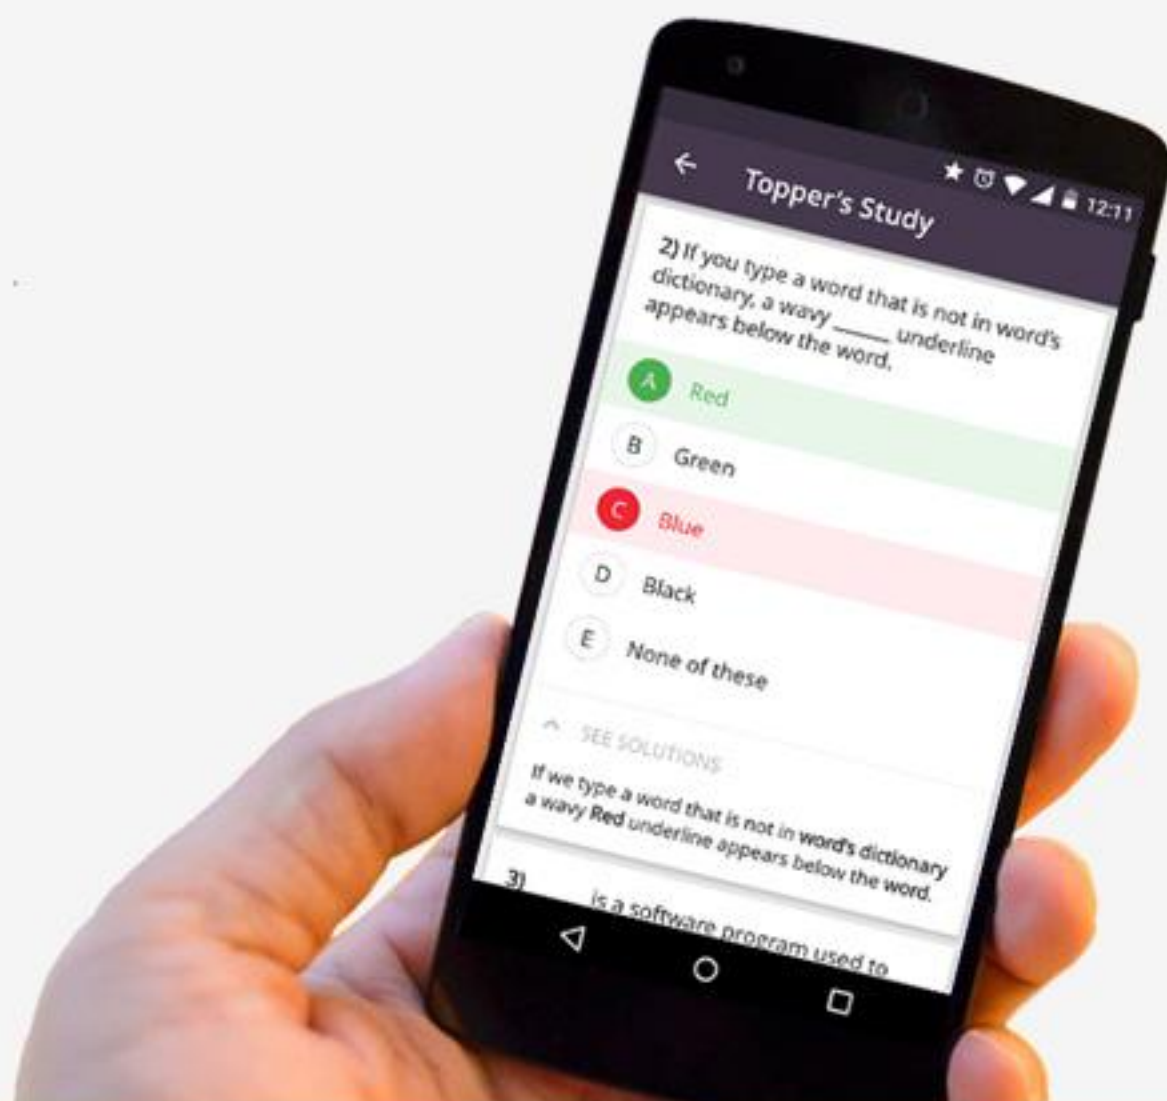 12:11
Topper's Study
2) If you type a word that is not in word's
dictionary, a wavy _____ underline
appears below the word.
A Red
B Green
C Blue
D Black
E None of these
SEE SOLUTIONS
If we type a word that is not in word's dictionary
a wavy Red underline appears below the word.
3) _____ is a software program used to